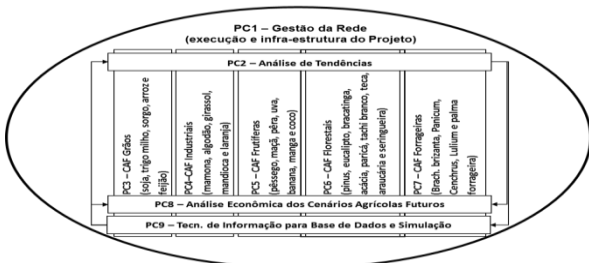 PC1 – Gestão da Rede
(execução e infra-estrutura do Projeto)
PC2 – Análise de Tendências
PC3 – CAF Grãos
(soja, trigo milho, sorgo, arroz e
feijão)
PC4–CAF Industriais
(mamona, algodão, girassol,
mandioca e laranja)
PC5 – CAF Frutíferas
(pêssego, maçã, pêra, uva,
banana, manga e coco)
PC6 – CAF Florestais
(pinus, eucalipto, bracatinga,
acácia, paricá, tachi branco, teca,
araucária e seringueira)
PC7 – CAF Forrageiras
(Brach. brizanta, Panicum,
Cenchrus, Lulium e palma
forrageira)
PC8 – Análise Econômica dos Cenários Agrícolas Futuros
PC9 – Tecn. de Informação para Base de Dados e Simulação